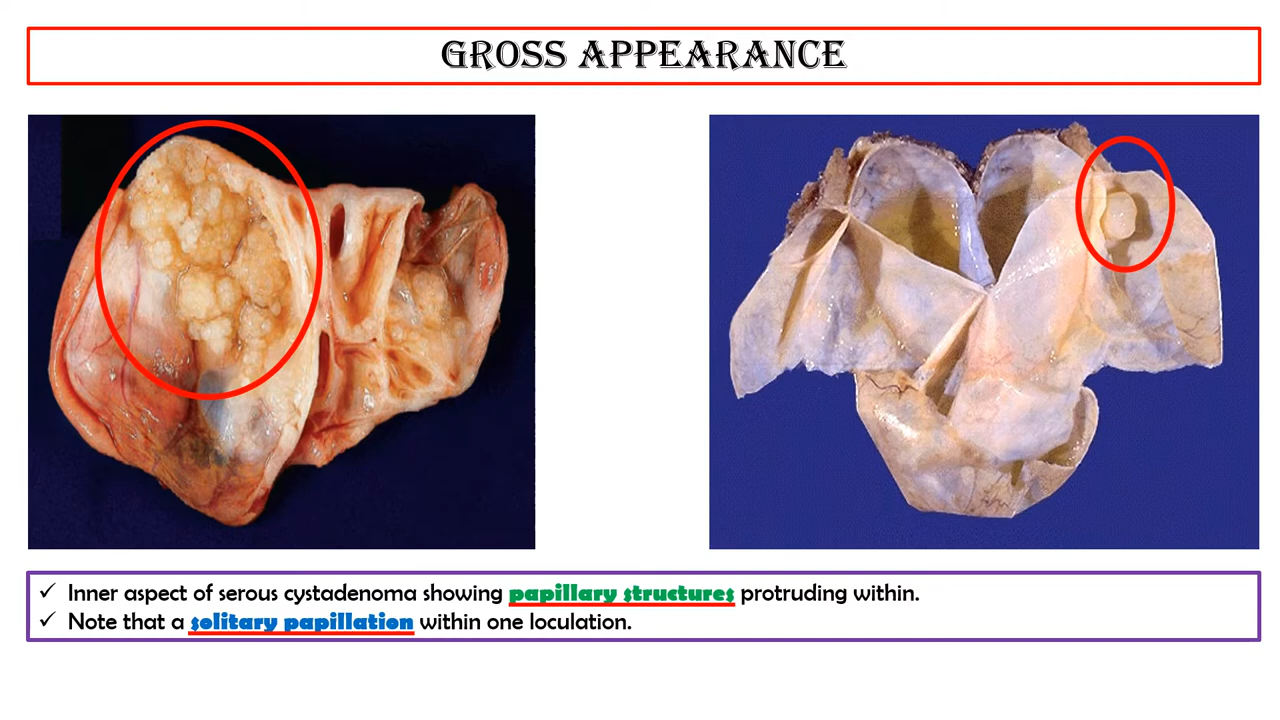 GROSS APPEARANCE
✓ Inner aspect of serous cystadenoma showing papillary structures protruding within.
✓ Note that a solitary papillation within one loculation.